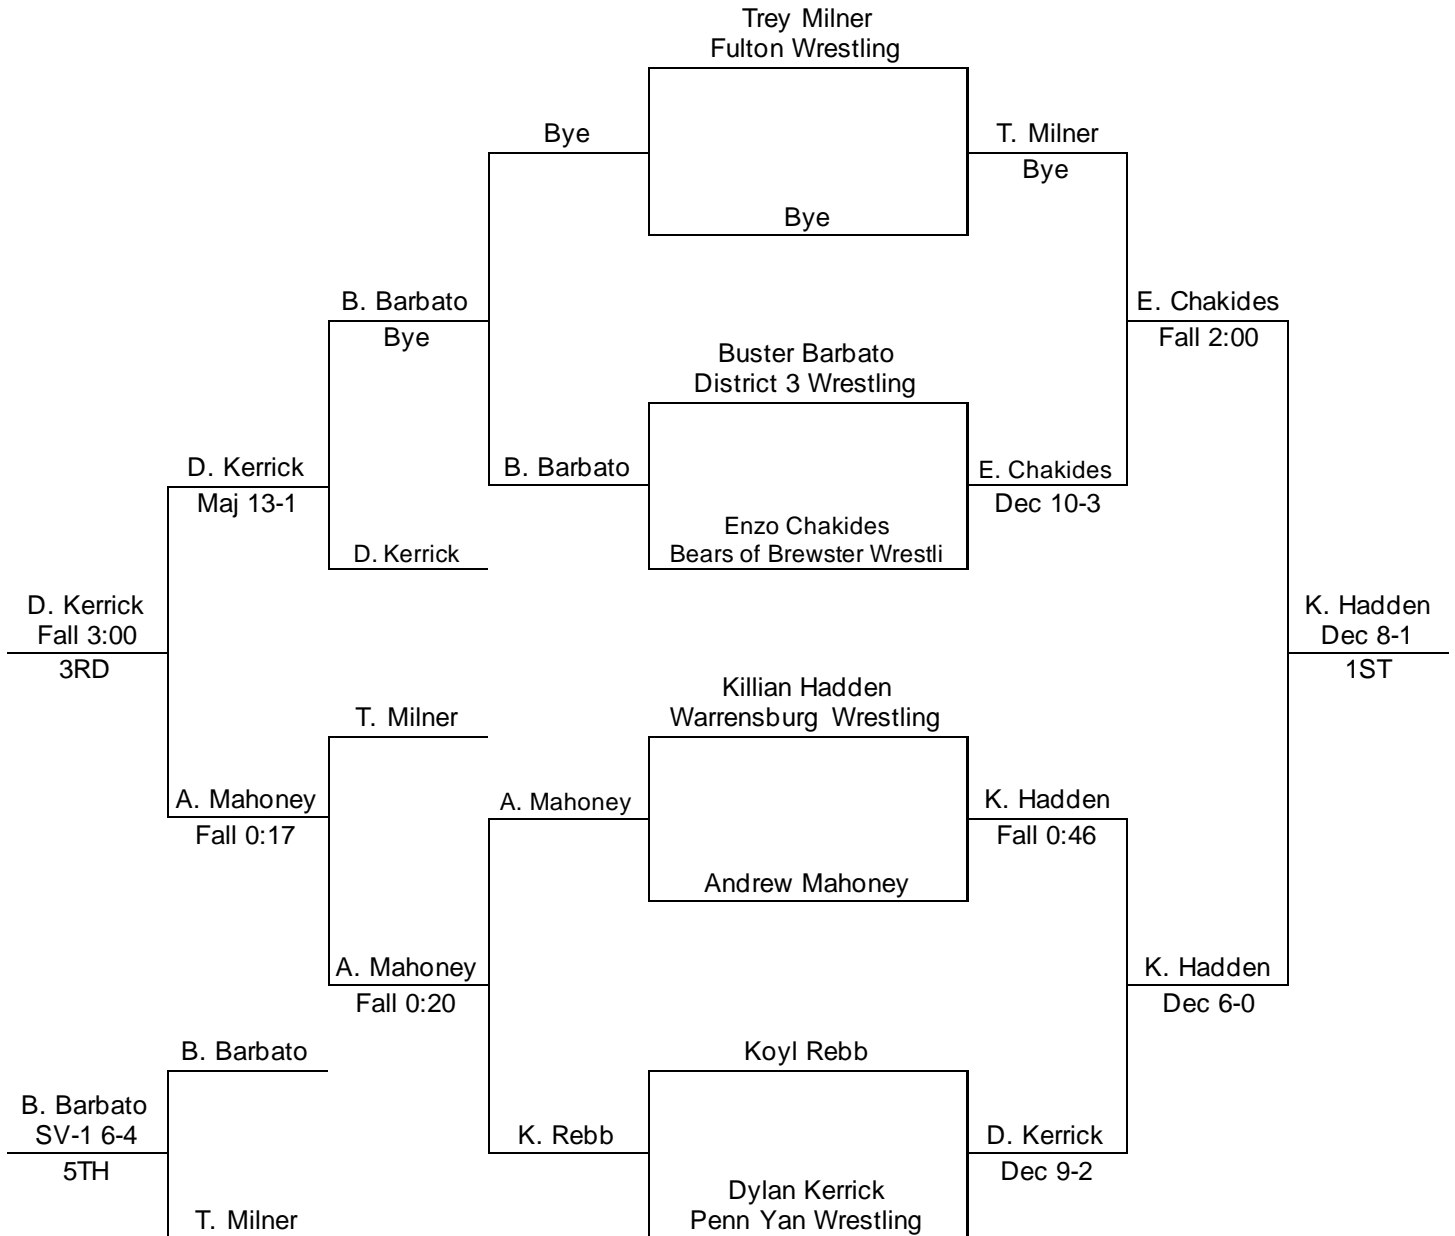 Trey Milner
Fulton Wrestling
Bye
T. Milner
Bye
Bye
B. Barbato
Bye
E. Chakides
Fall 2:00
Buster Barbato
District 3 Wrestling
D. Kerrick
Maj 13-1
B. Barbato
E. Chakides
Dec 10-3
Enzo Chakides
Bears of Brewster Wrestli
D. Kerrick
D. Kerrick
Fall 3:00
3RD
K. Hadden
Dec 8-1
1ST
Killian Hadden
Warrensburg Wrestling
T. Milner
A. Mahoney
Fall 0:17
A. Mahoney
K. Hadden
Fall 0:46
Andrew Mahoney
A. Mahoney
Fall 0:20
K. Hadden
Dec 6-0
B. Barbato
Koyl Rebb
B. Barbato
SV-1 6-4
5TH
K. Rebb
D. Kerrick
Dec 9-2
Dylan Kerrick
Penn Yan Wrestling
T. Milner